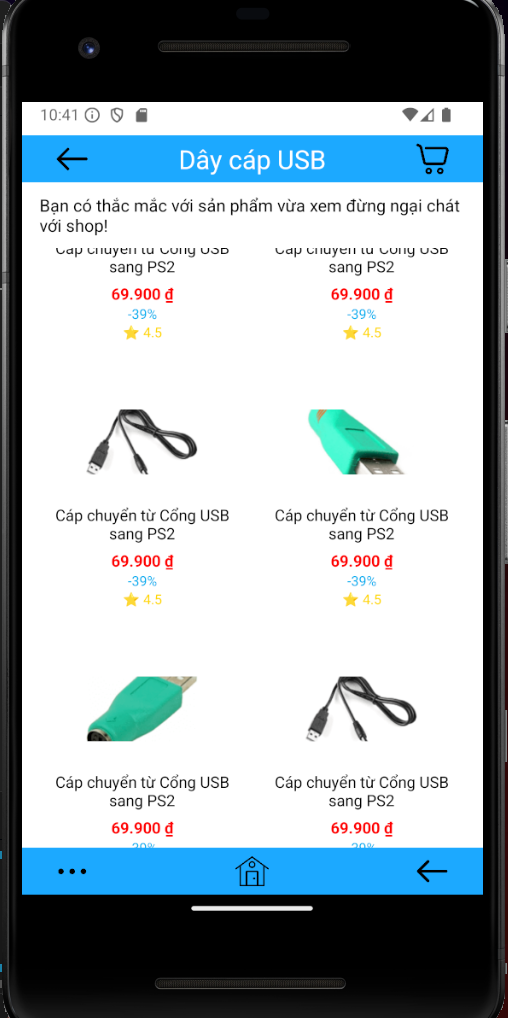 10:41
Dây cáp USB
Bạn có thắc mắc với sản phẩm vừa xem đừng ngại chát
với shop!
Cáp chuyển từ Cổng USB Cáp chuyển từ Cổng USB
sang PS2 sang PS2
69.900 ₫ 69.900 ₫
-39% -39%
4.5 4.5
Cáp chuyển từ Cổng USB Cáp chuyển từ Cổng USB
sang PS2 sang PS2
69.900 ₫ 69.900 ₫
-39% -39%
4.5 4.5
Cáp chuyển từ Cổng USB Cáp chuyển từ Cổng USB
sang PS2 sang PS2
69.900 ₫ 69.900 ₫
-39% -39%